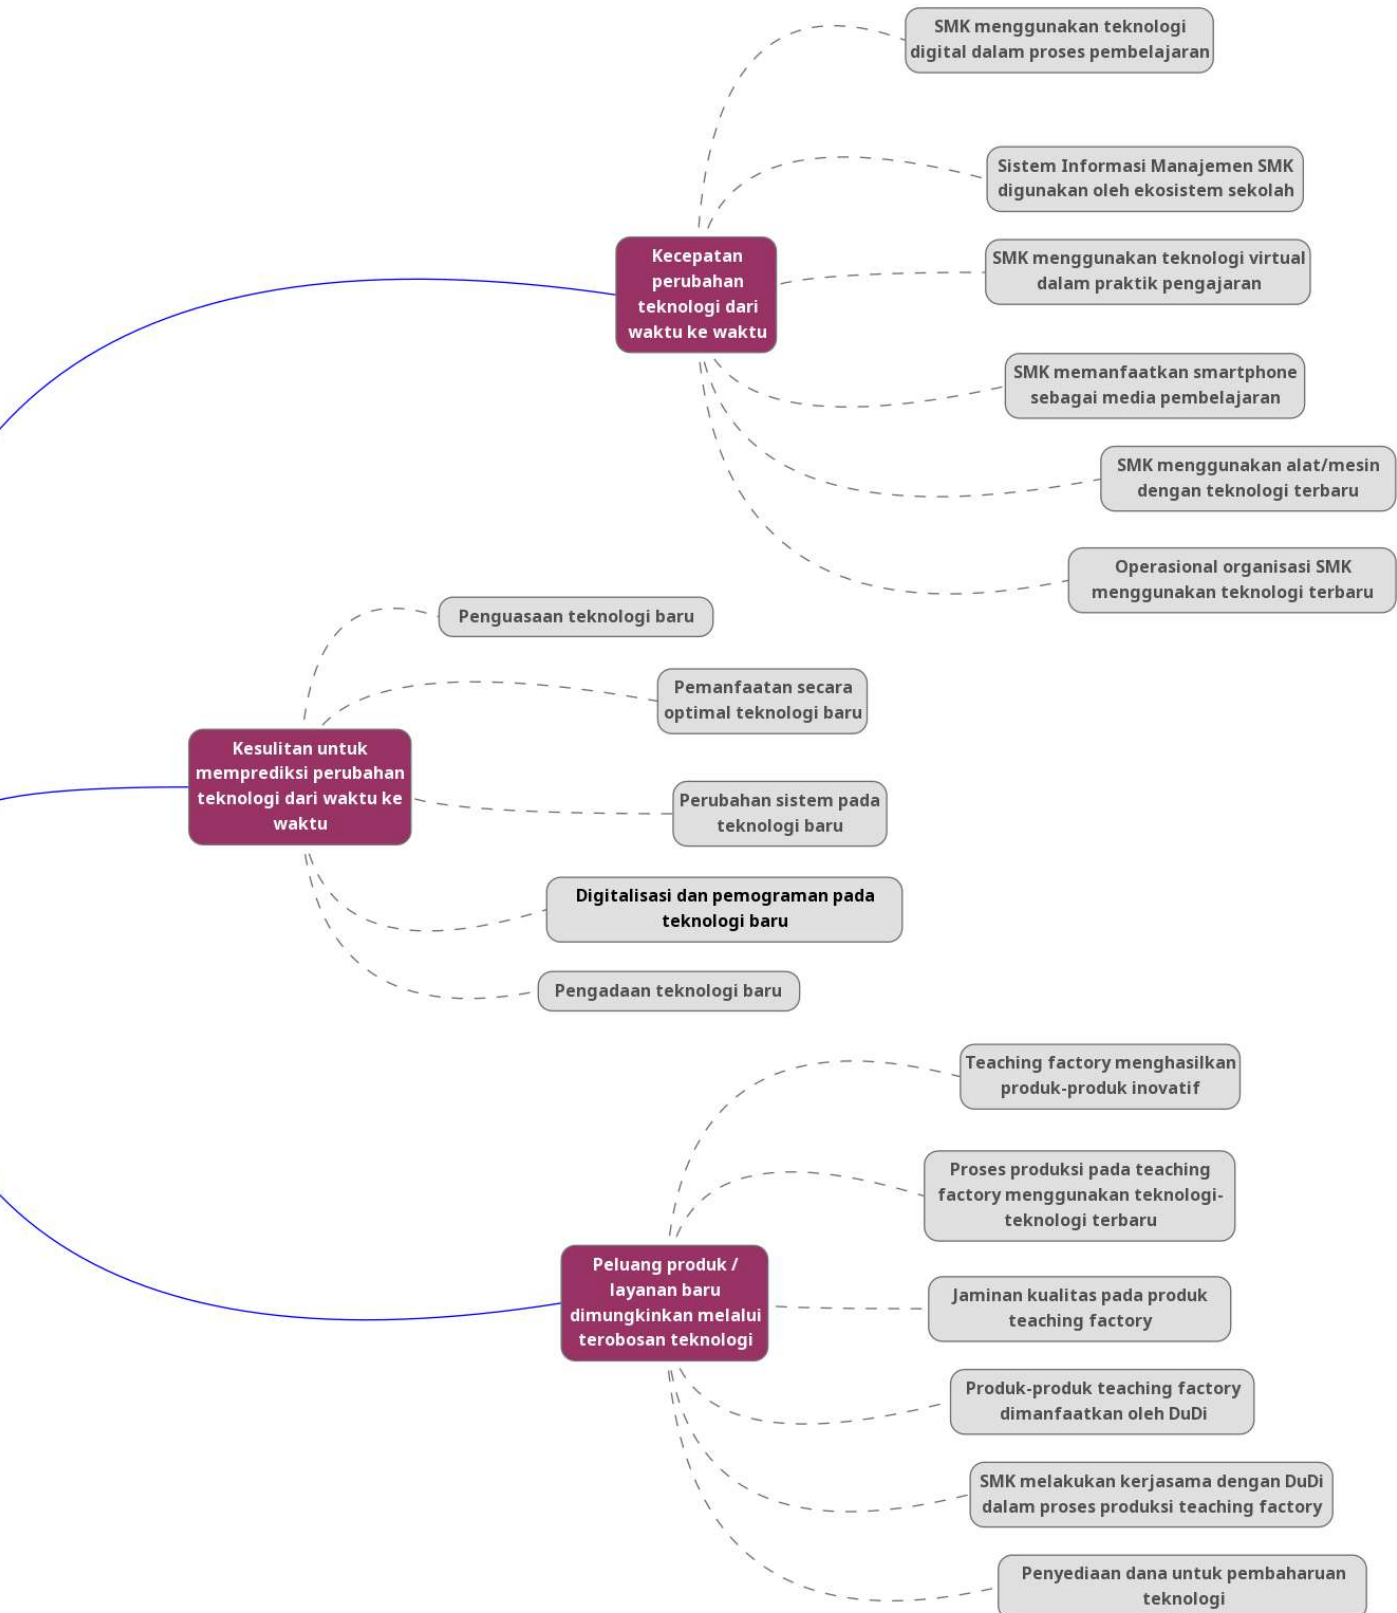 SMK menggunakan teknologi
digital dalam proses pembelajaran
Sistem Informasi Manajemen SMK
digunakan oleh ekosistem sekolah
Kecepatan
perubahan
teknologi dari
waktu ke waktu
SMK menggunakan teknologi virtual
dalam praktik pengajaran
SMK memanfaatkan smartphone
sebagai media pembelajaran
SMK menggunakan alat/mesin
dengan teknologi terbaru
Operasional organisasi SMK
menggunakan teknologi terbaru
Penguasaan teknologi baru
Pemanfaatan secara
optimal teknologi baru
Kesulitan untuk
memprediksi perubahan
teknologi dari waktu ke
waktu
Perubahan sistem pada
teknologi baru
Digitalisasi dan pemograman pada
teknologi baru
Pengadaan teknologi baru
Teaching factory menghasilkan
produk-produk inovatif
Proses produksi pada teaching
factory menggunakan teknologi-
teknologi terbaru
Peluang produk /
layanan baru
dimungkinkan melalui
terobosan teknologi
Jaminan kualitas pada produk
teaching factory
Produk-produk teaching factory
dimanfaatkan oleh DuDi
SMK melakukan kerjasama dengan DuDi
dalam proses produksi teaching factory
Penyediaan dana untuk pembaharuan
teknologi